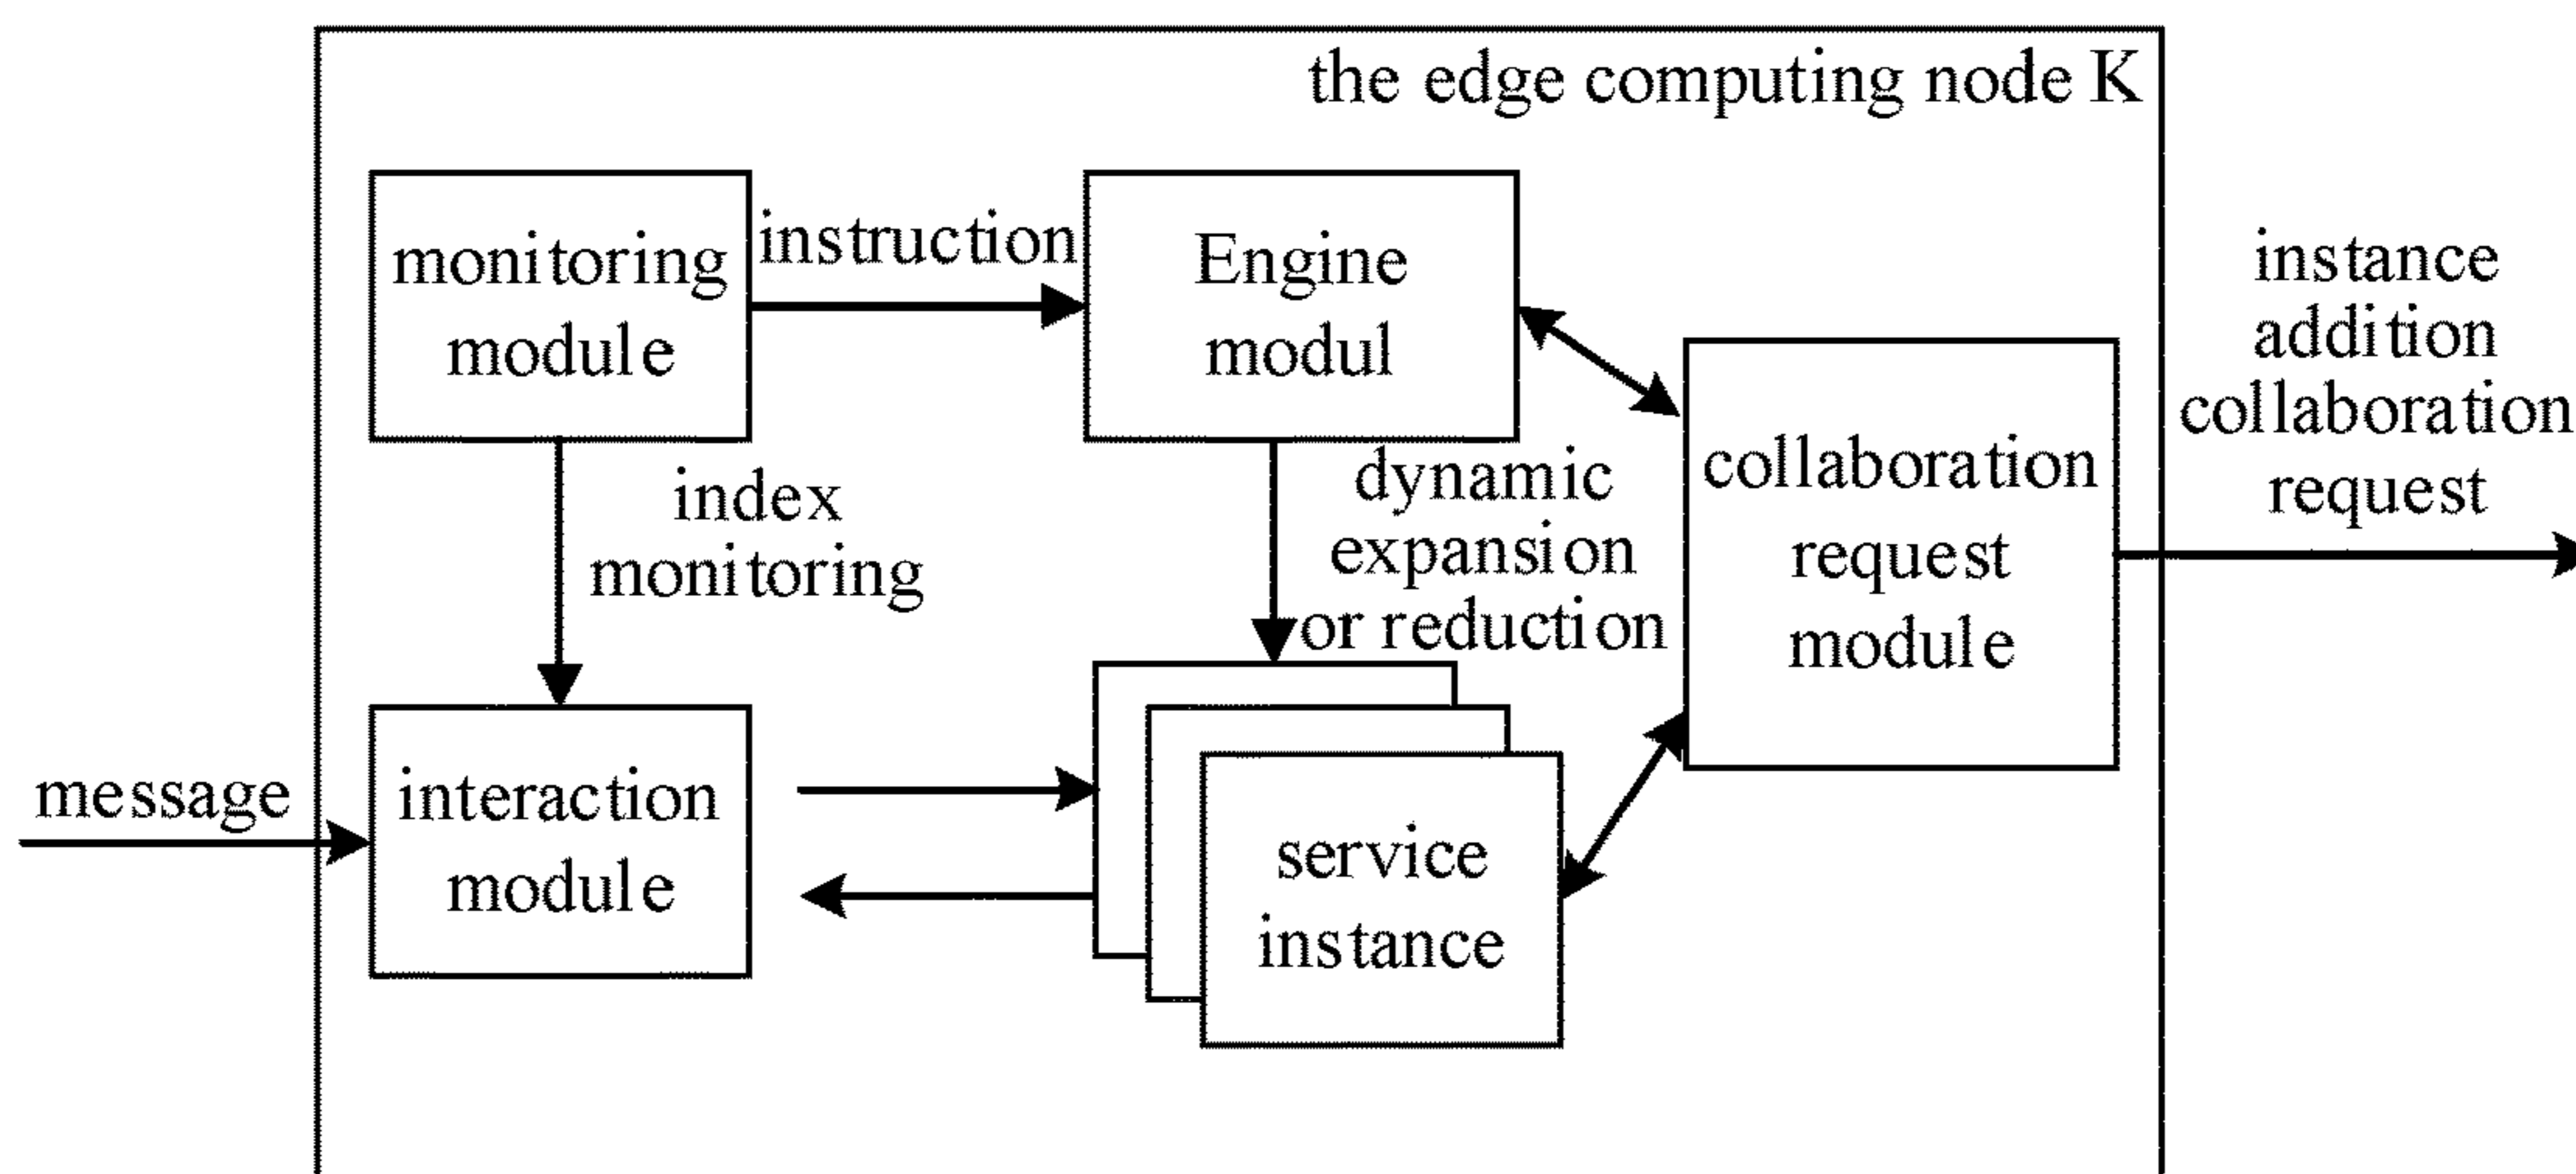 the edge computing node K
monitoring
module
instruction
Engine
modul
instance
addition
collaboration
request
index
monitoring
dynamic
expansion
or reduction
collaboration
request
module
message
interaction
module
service
instance